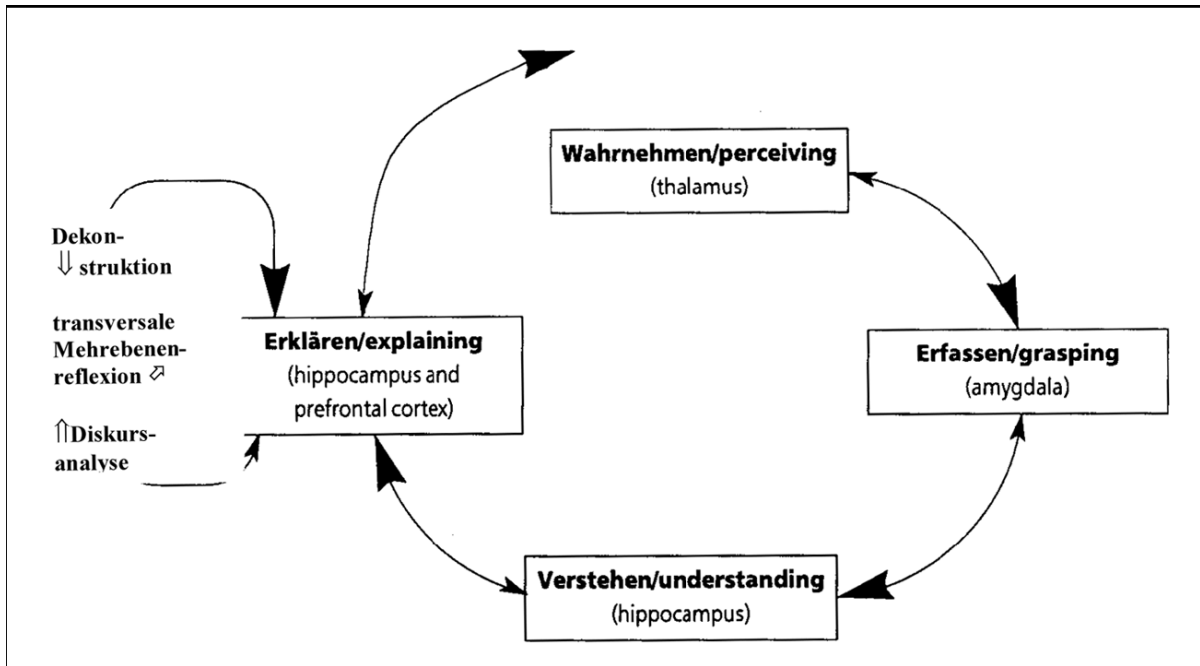 Wahrnehmen/perceiving
(thalamus)
Dekon-
⇓ struktion
transversale
Mehrebenen-
reflexion ⬀
⇑Diskurs-
analyse
Erklären/explaining
(hippocampus and
prefrontal cortex)
Erfassen/grasping
(amygdala)
Verstehen/understanding
(hippocampus)